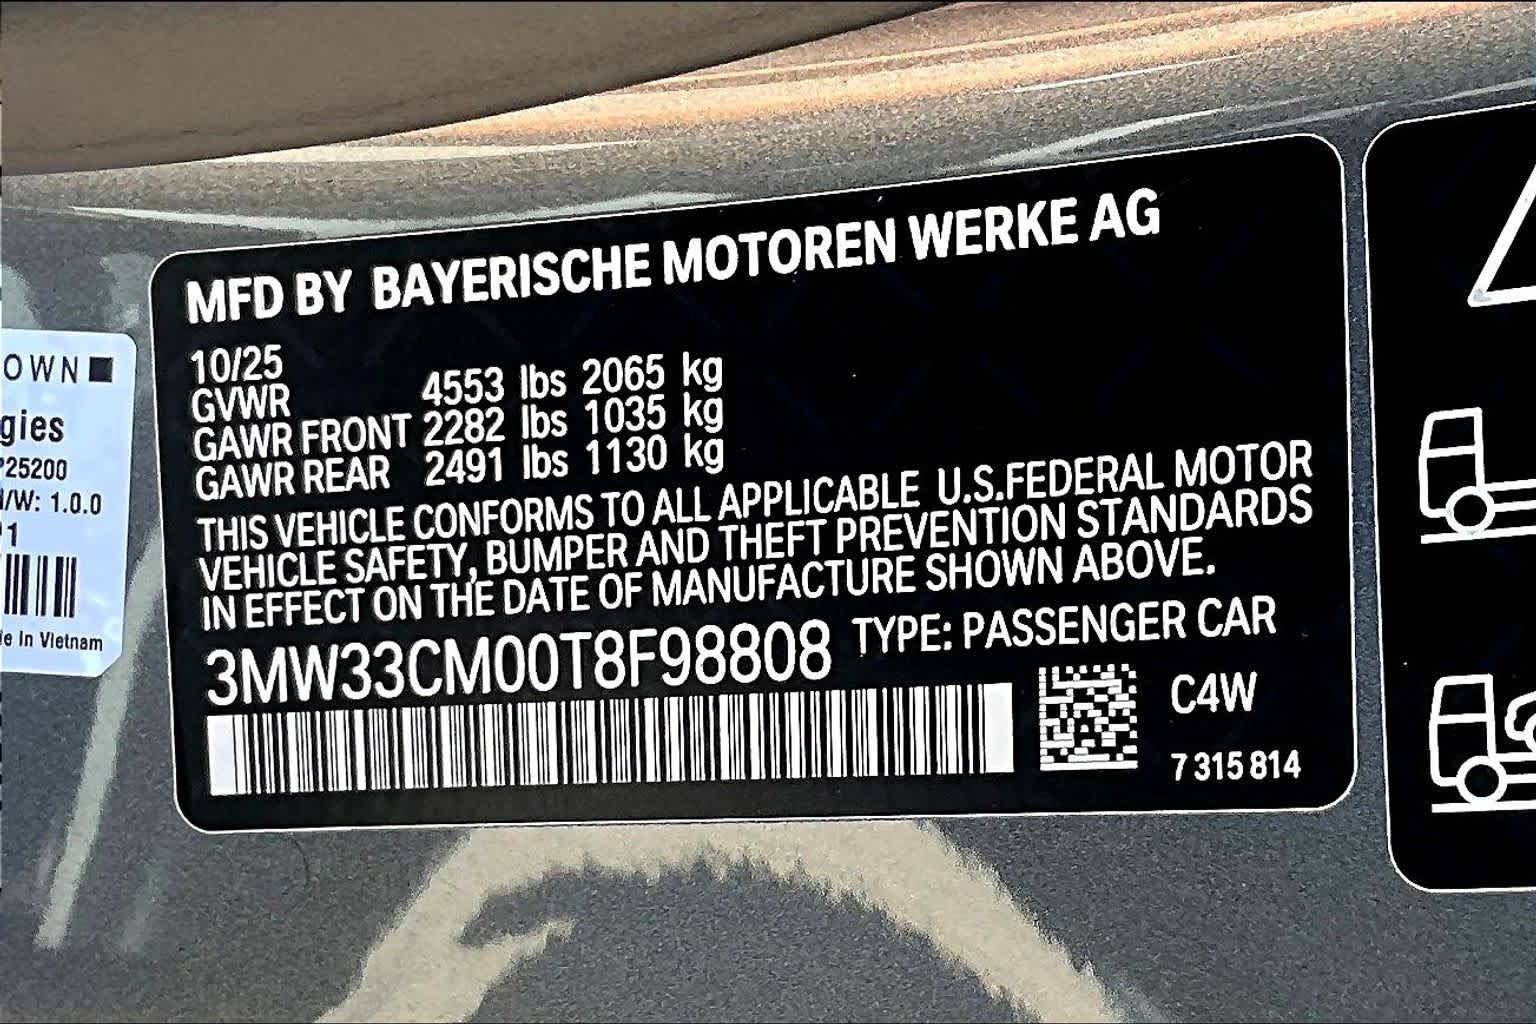 MFD BY BAYERISCHE MOTOREN WERKE AG
10/25
GVWR 4553 lbs 2065 kg
GAWR FRONT 2282 lbs 1035 kg
GAWR REAR 2491 lbs 1130 kg
THIS VEHICLE CONFORMS TO ALL APPLICABLE U.S.FEDERAL MOTOR
VEHICLE SAFETY, BUMPER AND THEFT PREVENTION STANDARDS
IN EFFECT ON THE DATE OF MANUFACTURE SHOWN ABOVE.
3MW33CM00T8F98808 TYPE: PASSENGER CAR
C4W
7 315 814
OWN
gies
P25200
/W: 1.0.0
1
e In Vietnam